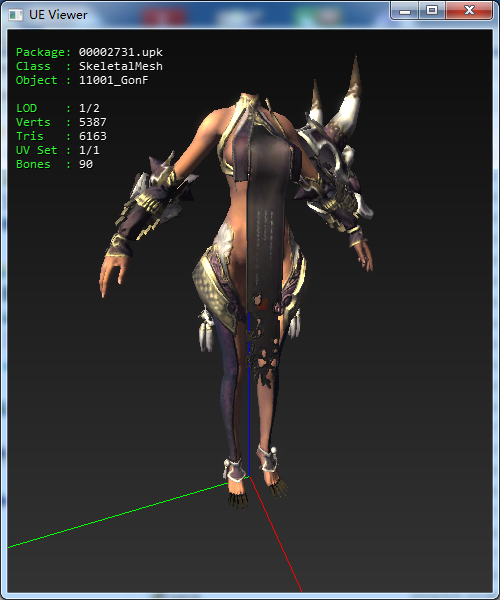 UE Viewer
Package: 00002731.upk
Class : SkeletalMesh
Object : 11001_GonF
LOD : 1/2
Verts : 5387
Tris : 6163
UV Set : 1/1
Bones : 90